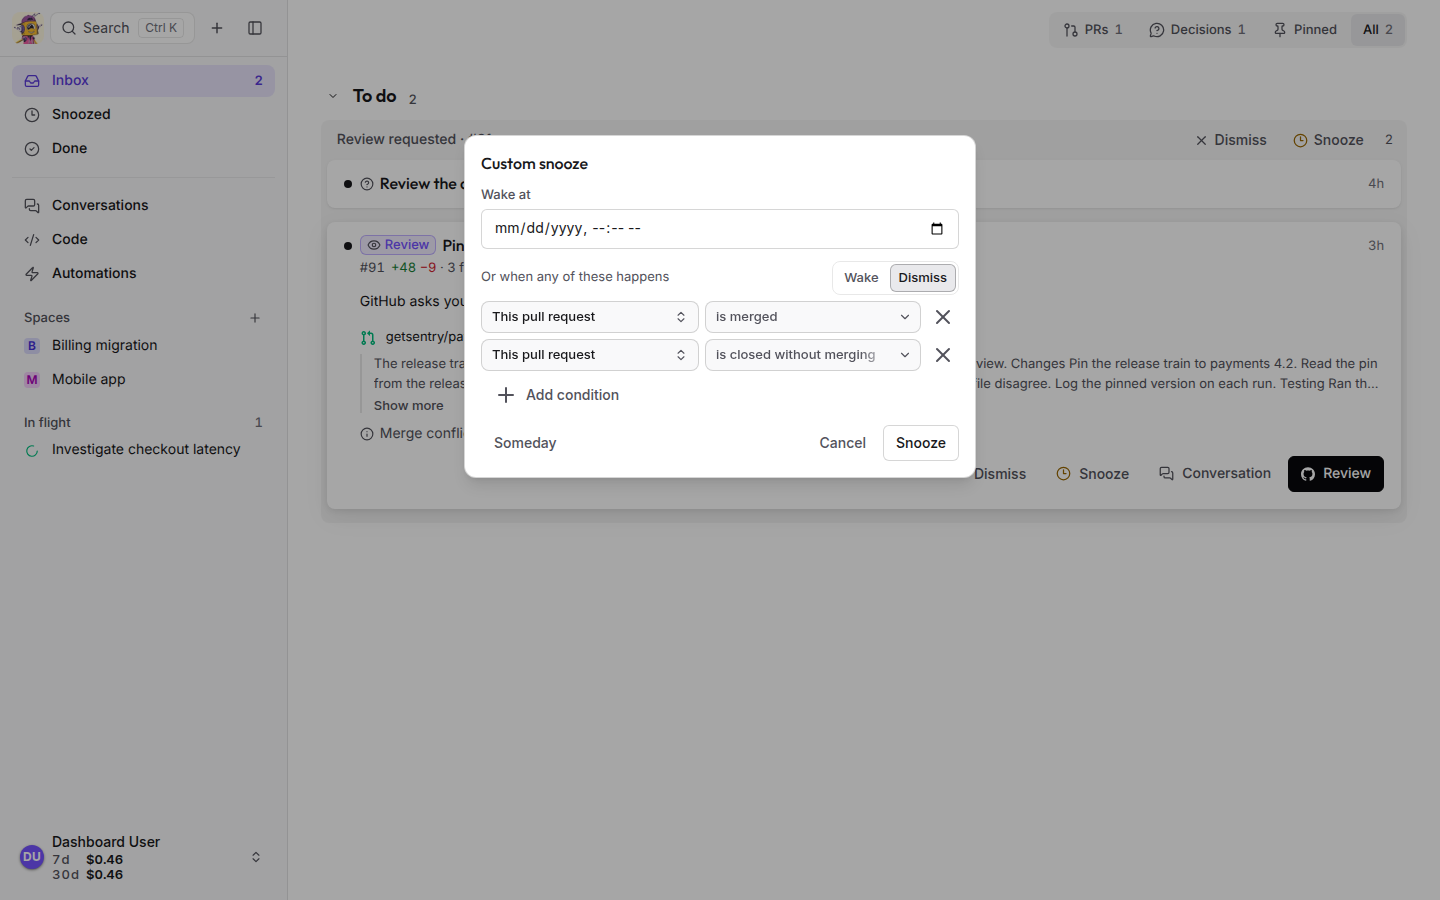 Search Ctrl K
PRs 1 Decisions 1 Pinned All 2
Inbox 2
Snoozed
Done
Conversations
Code
Automations
Spaces
B Billing migration
M Mobile app
In flight 1
Investigate checkout latency
DU Dashboard User
7d $0.46
30d $0.46
To do 2
Review requested · #91 Dismiss Snooze 2
Review the 4h
Review Pin 3h
#91 +48 −9 · 3 f
GitHub asks you
getsentry/pa
The release tra view. Changes Pin the release train to payments 4.2. Read the pin
from the releas ile disagree. Log the pinned version on each run. Testing Ran th...
Show more
Merge confli
Dismiss Snooze Conversation Review
Custom snooze
Wake at
mm/dd/yyyy, --:-- --
Or when any of these happens Wake Dismiss
This pull request is merged
This pull request is closed without merging
Add condition
Someday Cancel Snooze